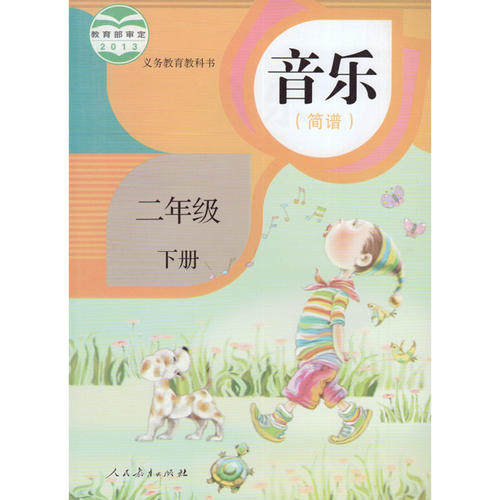 教育部审定
2013
义务教育教科书
音乐
（简谱）
二年级
下册
人民教育出版社